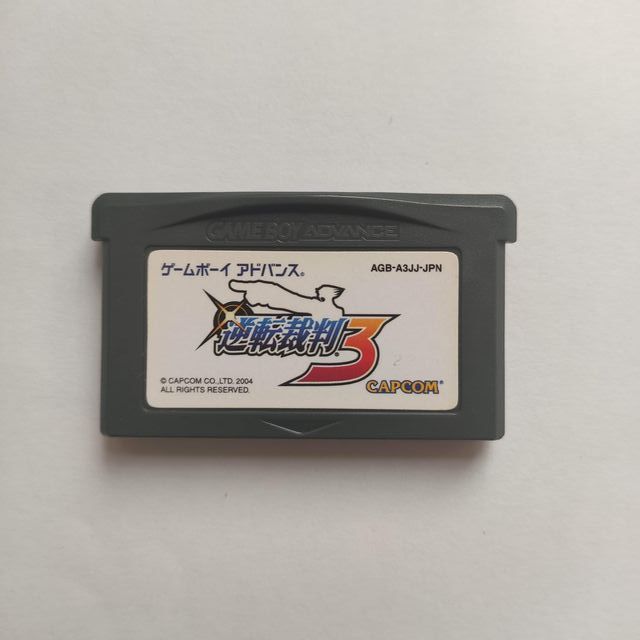 GAME BOY ADVANCE
ゲームボーイ アドバンス®
AGB-A3JJ-JPN
逆転裁判3
© CAPCOM CO., LTD. 2004
ALL RIGHTS RESERVED.
CAPCOM®